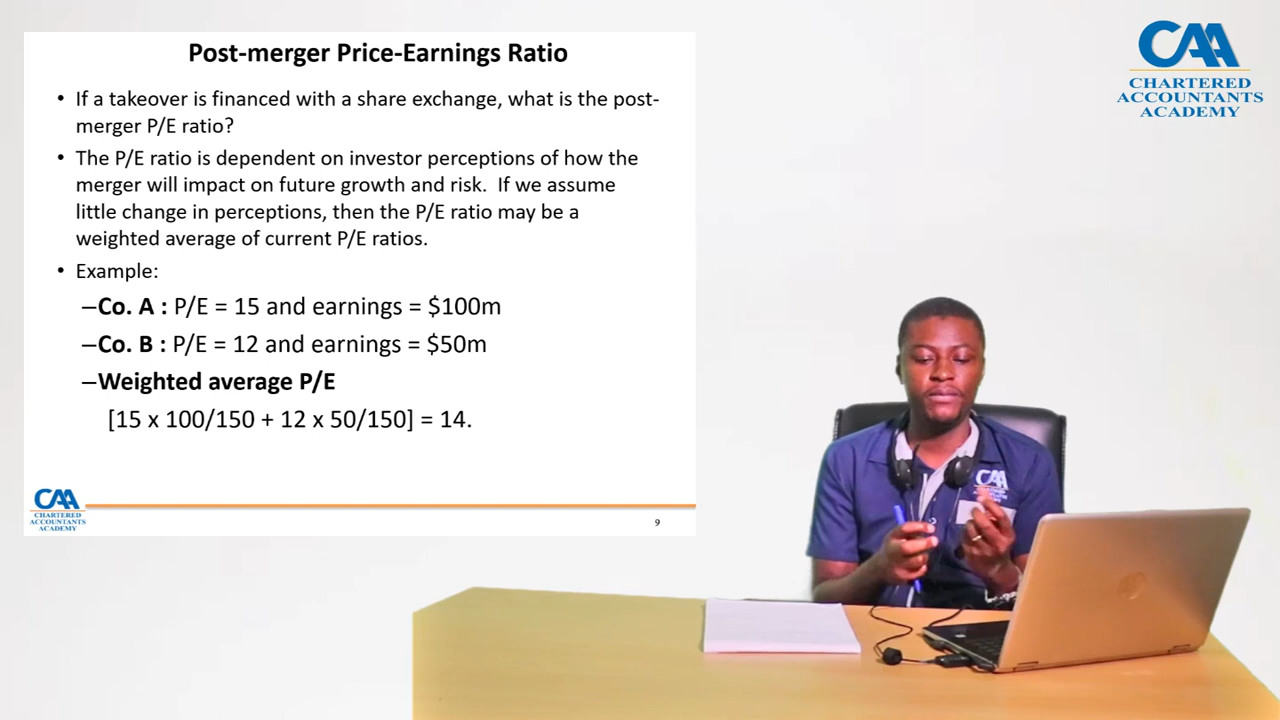 Post-merger Price-Earnings Ratio
• If a takeover is financed with a share exchange, what is the post-
merger P/E ratio?
• The P/E ratio is dependent on investor perceptions of how the
merger will impact on future growth and risk. If we assume
little change in perceptions, then the P/E ratio may be a
weighted average of current P/E ratios.
• Example:
–Co. A : P/E = 15 and earnings = $100m
–Co. B : P/E = 12 and earnings = $50m
–Weighted average P/E
[15 x 100/150 + 12 x 50/150] = 14.
CAA
CHARTERED
ACCOUNTANTS
ACADEMY
9
CAA
CHARTERED
ACCOUNTANTS
ACADEMY
CAA